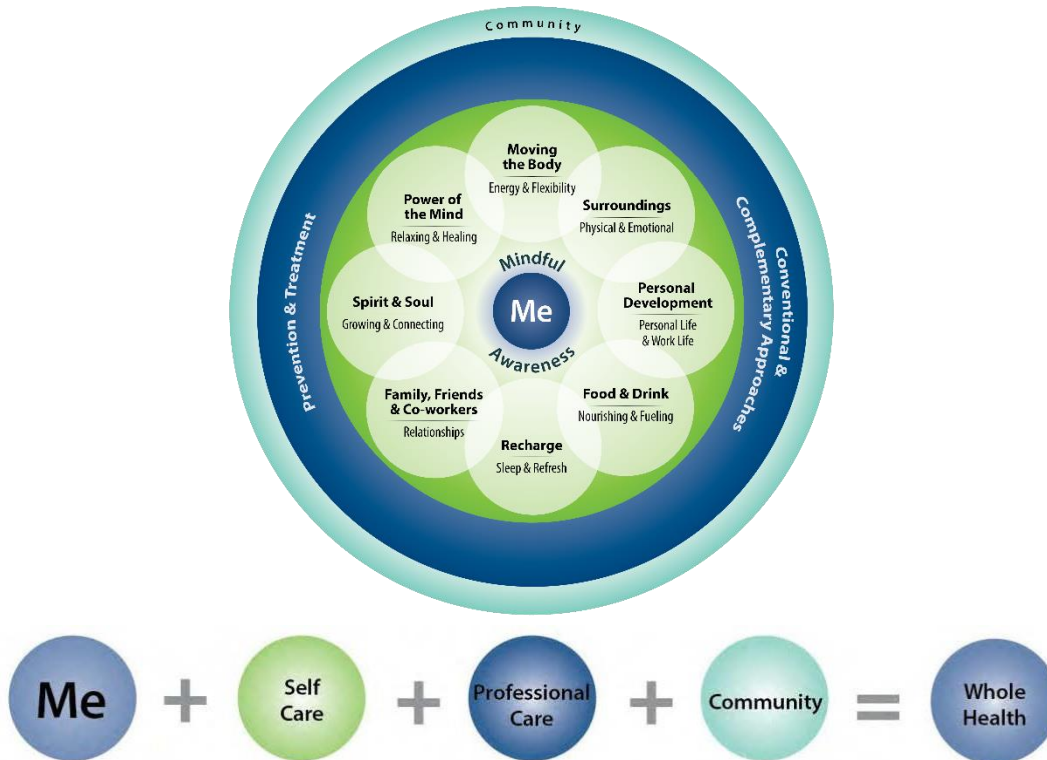 Community
Moving
the Body
Energy & Flexibility
Surroundings
Physical & Emotional
Personal
Development
Personal Life
& Work Life
Food & Drink
Nourishing & Fueling
Recharge
Sleep & Refresh
Family, Friends
& Co-workers
Relationships
Spirit & Soul
Growing & Connecting
Power of
the Mind
Relaxing & Healing
Mindful
Me
Awareness
Prevention & Treatment
Conventional &
Complementary Approaches
Me + Self Care + Professional Care + Community = Whole Health